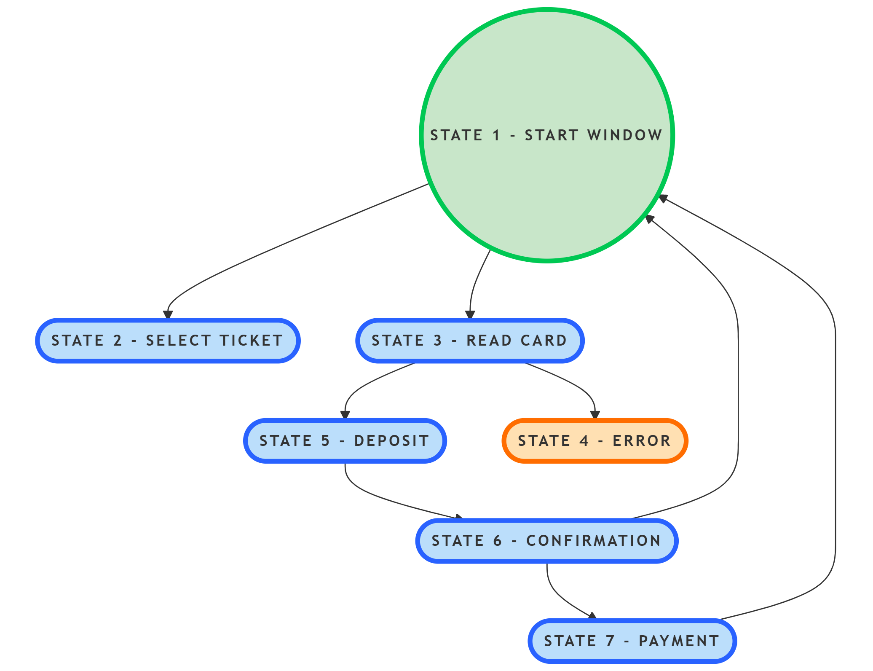 STATE 1 - START WINDOW
STATE 2 - SELECT TICKET
STATE 3 - READ CARD
STATE 5 - DEPOSIT
STATE 4 - ERROR
STATE 6 - CONFIRMATION
STATE 7 - PAYMENT